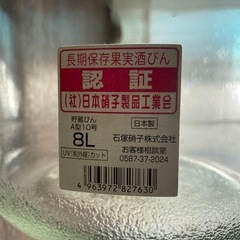 長期保存果実酒びん
認証
(社)日本硝子製品工業会
日本製
貯蔵びん
A型10号
8L
UV(紫外線)カット
石塚硝子株式会社
お客様相談室
0587-37-2024
4963972827630